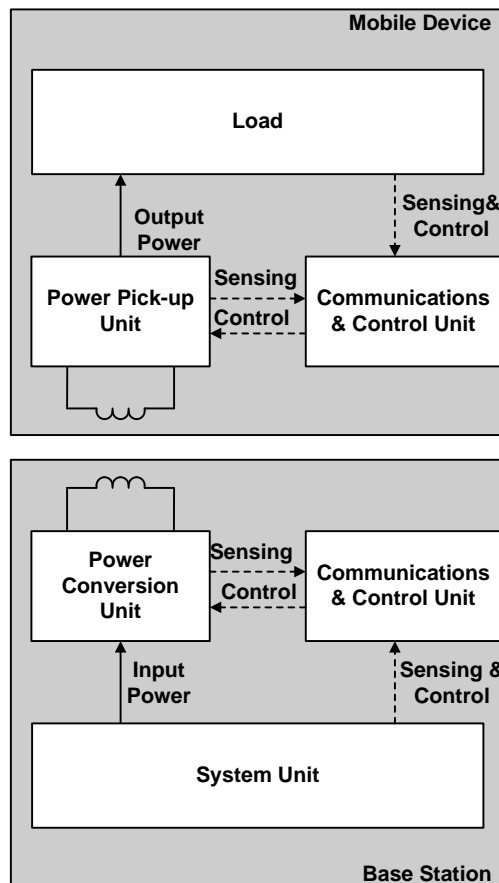 Mobile Device
Load
Output
Power
Sensing&
Control
Power Pick-up
Unit
Sensing
Control
Communications
& Control Unit
Power
Conversion
Unit
Sensing
Control
Communications
& Control Unit
Input
Power
Sensing &
Control
System Unit
Base Station